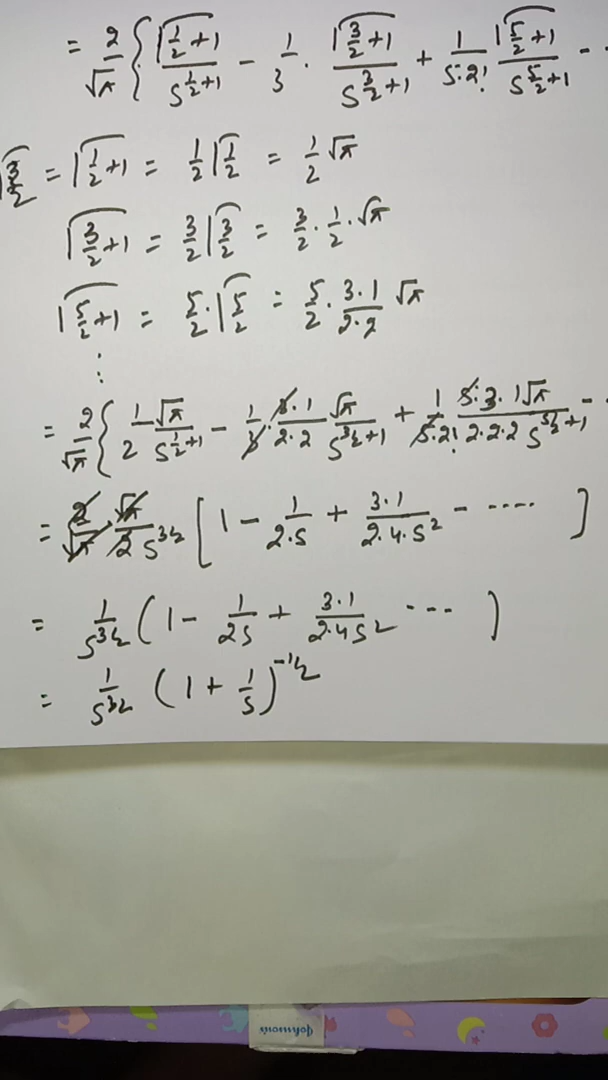 = 2/√π { Γ(1/2+1)/s^(1/2+1) - 1/3 · Γ(3/2+1)/s^(3/2+1) + 1/(5·2!) Γ(5/2+1)/s^(5/2+1) - ··
Γ(3/2) = Γ(1/2+1) = 1/2 Γ(1/2) = 1/2 √π
Γ(3/2+1) = 3/2 Γ(3/2) = 3/2 · 1/2 · √π
Γ(5/2+1) = 5/2 · Γ(5/2) = 5/2 · (3·1)/(2·2) √π
⋮
= 2/√π { 1/2 √π/s^(1/2+1) - 1/3 · (3·1)/(2·2) √π/s^(3/2+1) + 1/(5·2!) (5·3·1√π)/(2·2·2 s^(5/2+1)) - ··
= 2/√π · √π/(2 s^(3/2)) [ 1 - 1/(2·s) + (3·1)/(2·4·s²) - ····· ]
= 1/s^(3/2) ( 1 - 1/(2s) + (3·1)/(2·4s²) ··· )
= 1/s^(3/2) ( 1 + 1/s )^(-1/2)
Johnson's